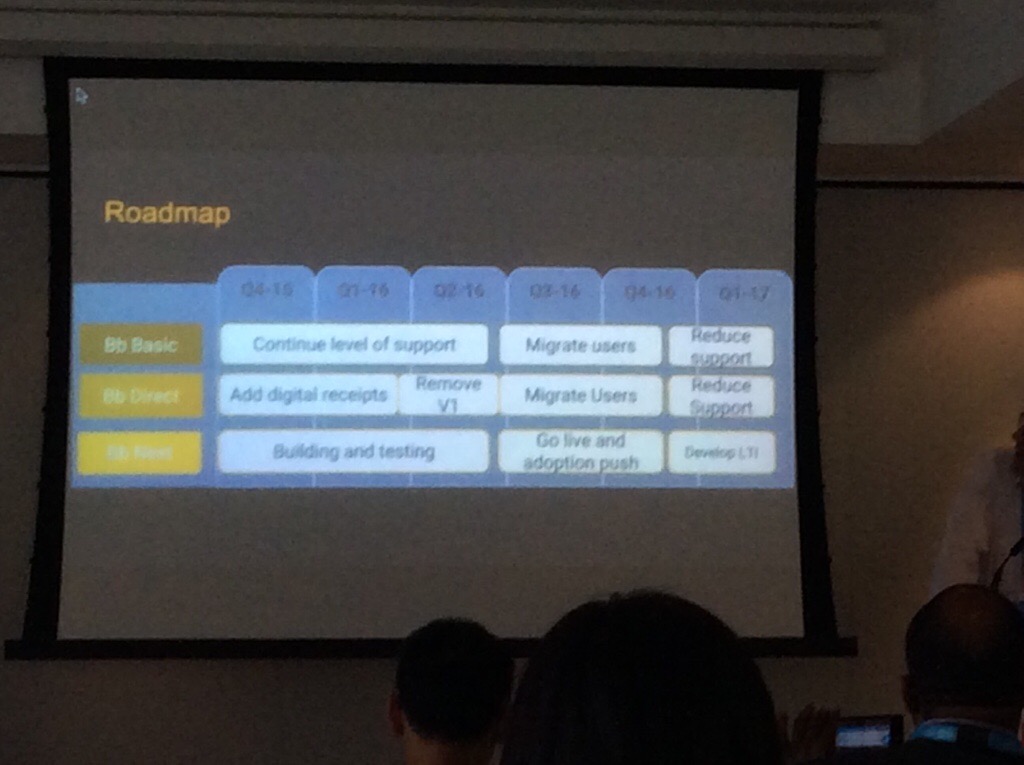 Roadmap
Q4-15 Q1-16 Q2-16 Q3-16 Q4-16 Q1-17
Bb Basic Continue level of support Migrate users Reduce
support
Bb Direct Add digital receipts Remove
V1 Migrate Users Reduce
Support
Bb Next Building and testing Go live and
adoption push Develop LTI